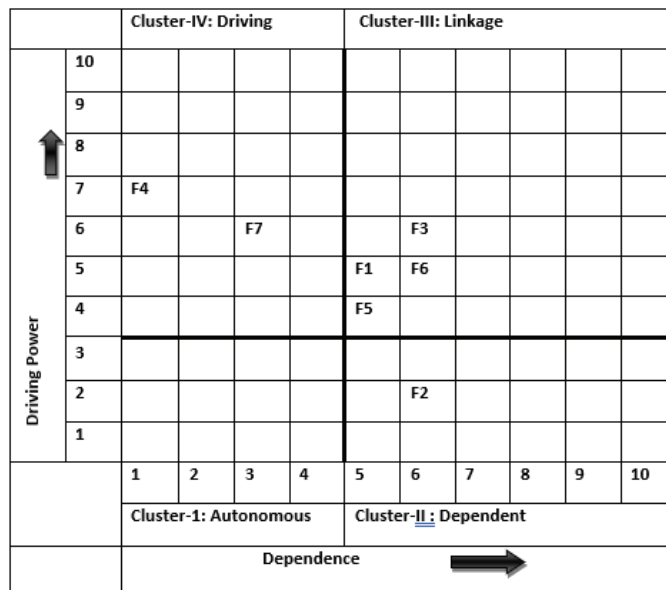 Cluster-IV: Driving Cluster-III: Linkage
10
9
8
7 F4
6 F7 F3
5 F1 F6
4 F5
3
2 F2
1
Driving Power
1 2 3 4 5 6 7 8 9 10
Cluster-1: Autonomous Cluster-II : Dependent
Dependence